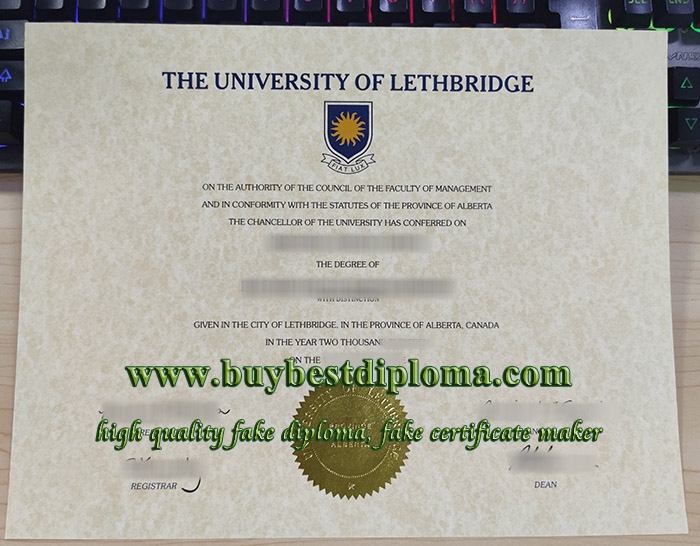 THE UNIVERSITY OF LETHBRIDGE
FIAT LUX
ON THE AUTHORITY OF THE COUNCIL OF THE FACULTY OF MANAGEMENT
AND IN CONFORMITY WITH THE STATUTES OF THE PROVINCE OF ALBERTA
THE CHANCELLOR OF THE UNIVERSITY HAS CONFERRED ON
THE DEGREE OF
WITH DISTINCTION
GIVEN IN THE CITY OF LETHBRIDGE, IN THE PROVINCE OF ALBERTA, CANADA
IN THE YEAR TWO THOUSAN
ON THE
www.buybestdiploma.com
high quality fake diploma, fake certificate maker
ALBERTA
REGISTRAR
DEAN